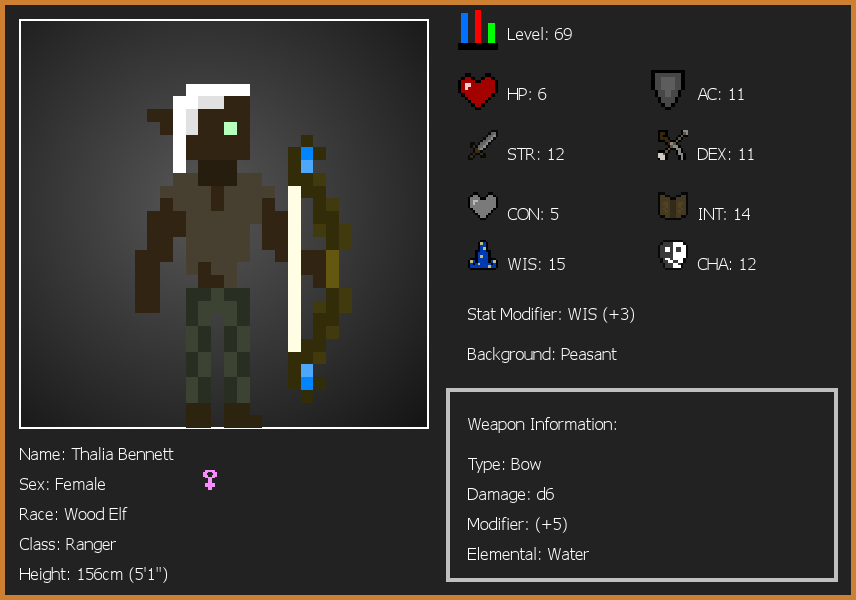 Level: 69
HP: 6
AC: 11
STR: 12
DEX: 11
CON: 5
INT: 14
WIS: 15
CHA: 12
Stat Modifier: WIS (+3)
Background: Peasant
Weapon Information:
Type: Bow
Damage: d6
Modifier: (+5)
Elemental: Water
Name: Thalia Bennett
Sex: Female
Race: Wood Elf
Class: Ranger
Height: 156cm (5'1")